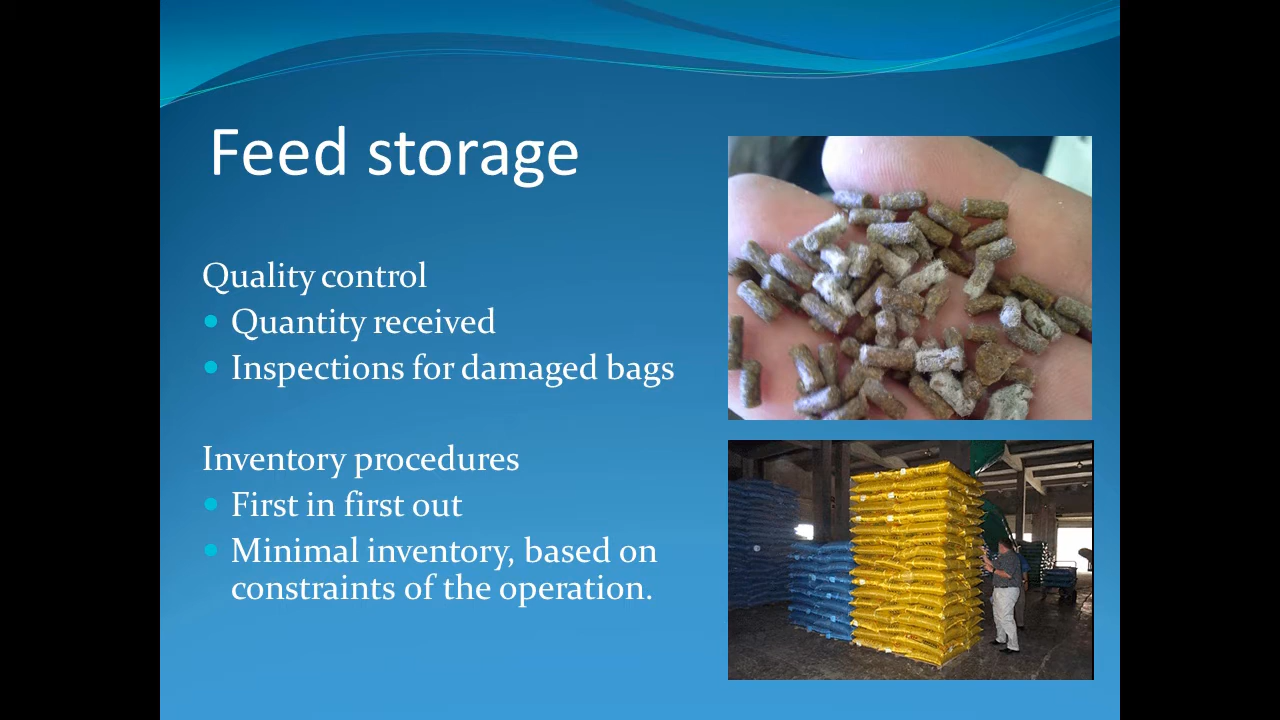 Feed storage
Quality control
• Quantity received
• Inspections for damaged bags
Inventory procedures
• First in first out
• Minimal inventory, based on
constraints of the operation.